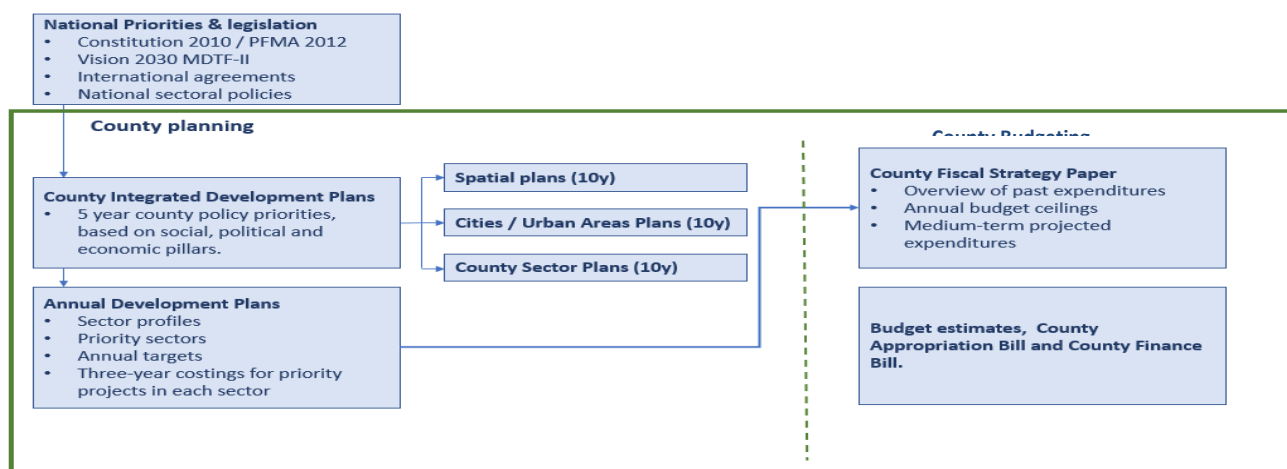 National Priorities & legislation
• Constitution 2010 / PFMA 2012
• Vision 2030 MDTF-II
• International agreements
• National sectoral policies
County planning
County Budgeting
County Integrated Development Plans
• 5 year county policy priorities,
based on social, political and
economic pillars.
Spatial plans (10y)
Cities / Urban Areas Plans (10y)
County Sector Plans (10y)
County Fiscal Strategy Paper
• Overview of past expenditures
• Annual budget ceilings
• Medium-term projected
expenditures
Annual Development Plans
• Sector profiles
• Priority sectors
• Annual targets
• Three-year costings for priority
projects in each sector
Budget estimates, County
Appropriation Bill and County Finance
Bill.